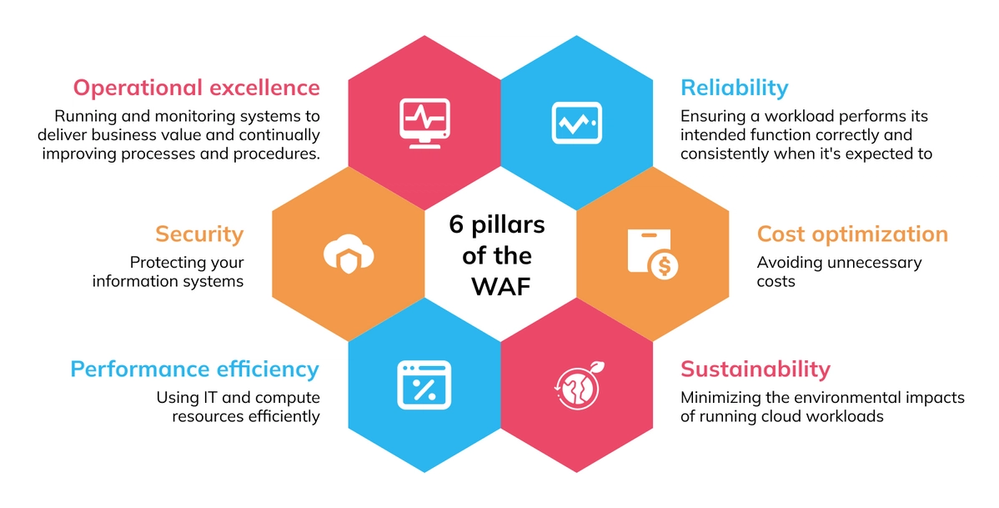 Operational excellence
Running and monitoring systems to
deliver business value and continually
improving processes and procedures.
Reliability
Ensuring a workload performs its
intended function correctly and
consistently when it's expected to
Security
Protecting your
information systems
6 pillars
of the
WAF
Cost optimization
Avoiding unnecessary
costs
Performance efficiency
Using IT and compute
resources efficiently
Sustainability
Minimizing the environmental impacts
of running cloud workloads